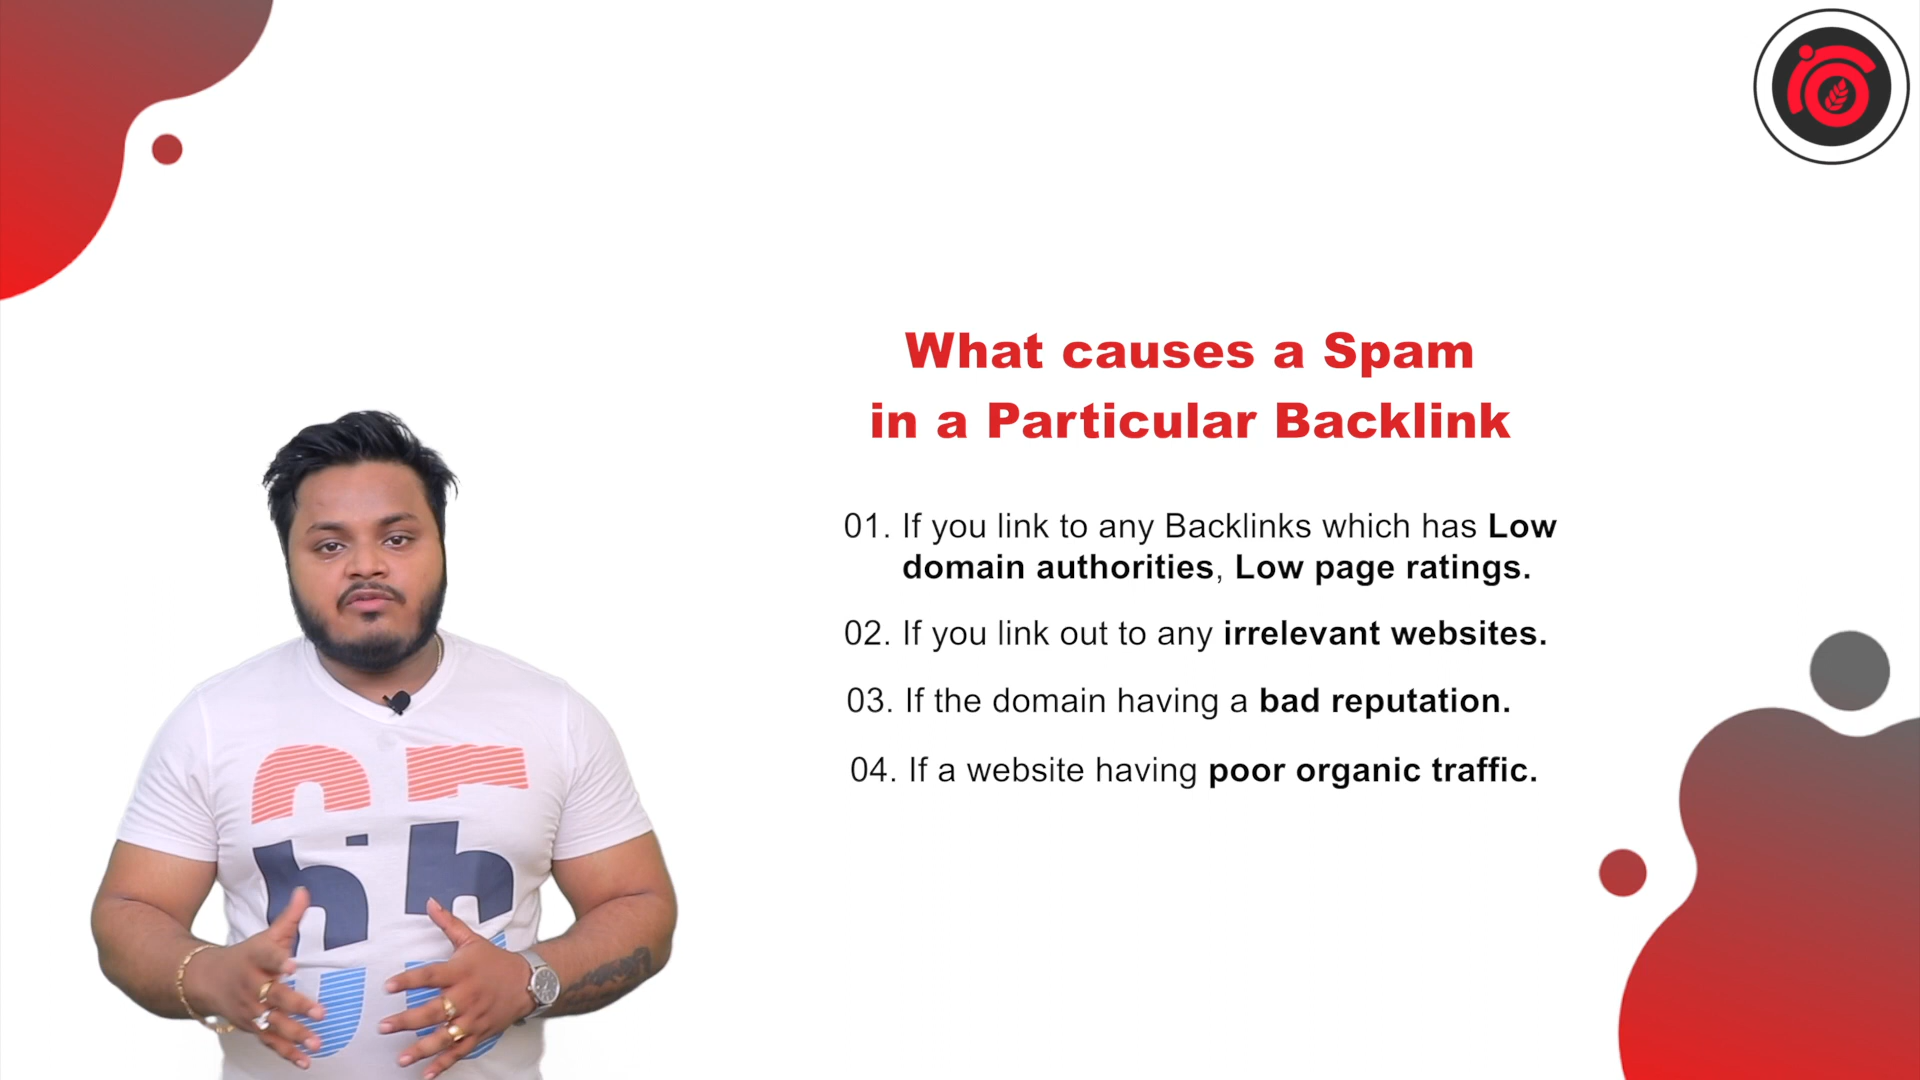 What causes a Spam
in a Particular Backlink
01. If you link to any Backlinks which has Low
domain authorities, Low page ratings.
02. If you link out to any irrelevant websites.
03. If the domain having a bad reputation.
04. If a website having poor organic traffic.